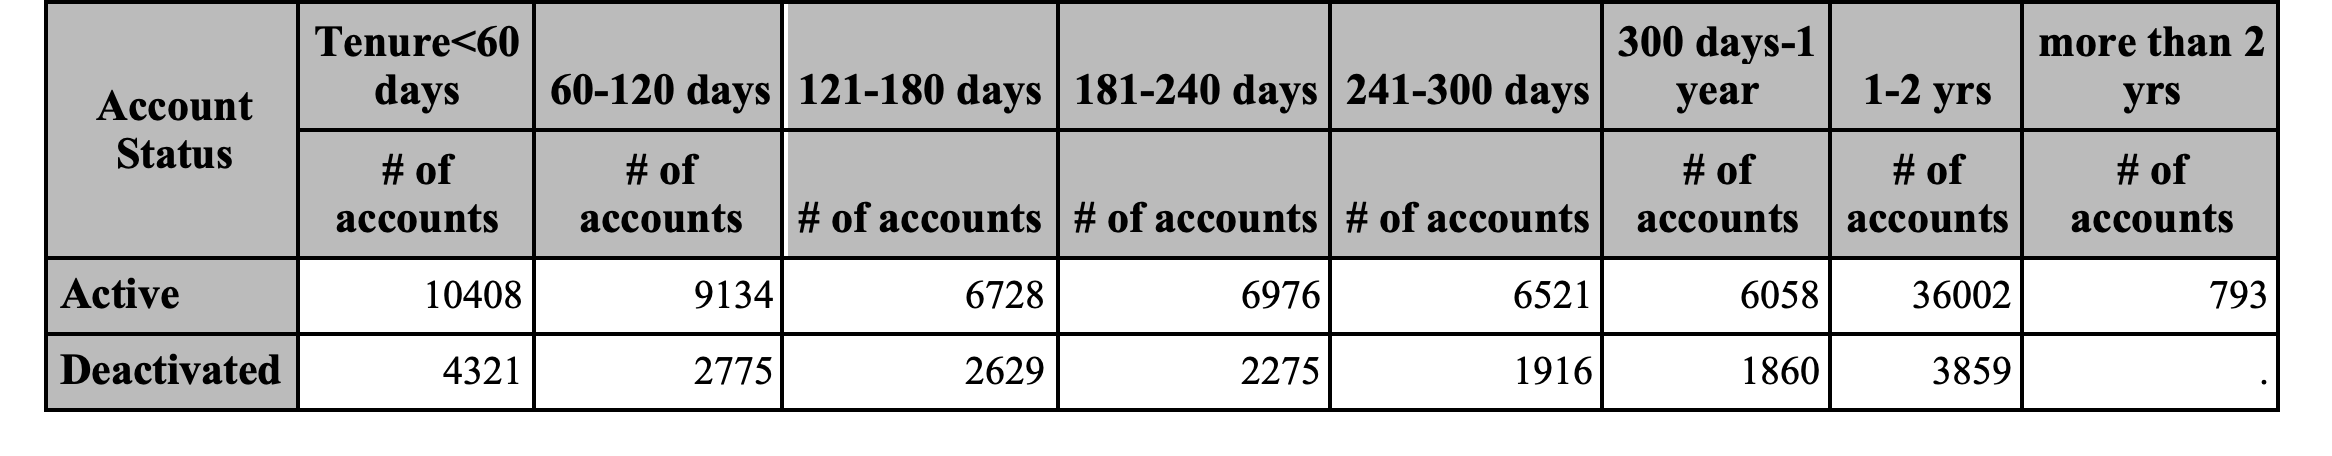 Account Status	Tenure<60 days	60-120 days	121-180 days	181-240 days	241-300 days	300 days-1 year	1-2 yrs	more than 2 yrs
# of accounts	# of accounts	# of accounts	# of accounts	# of accounts	# of accounts	# of accounts	# of accounts
Active	10408	9134	6728	6976	6521	6058	36002	793
Deactivated	4321	2775	2629	2275	1916	1860	3859	.